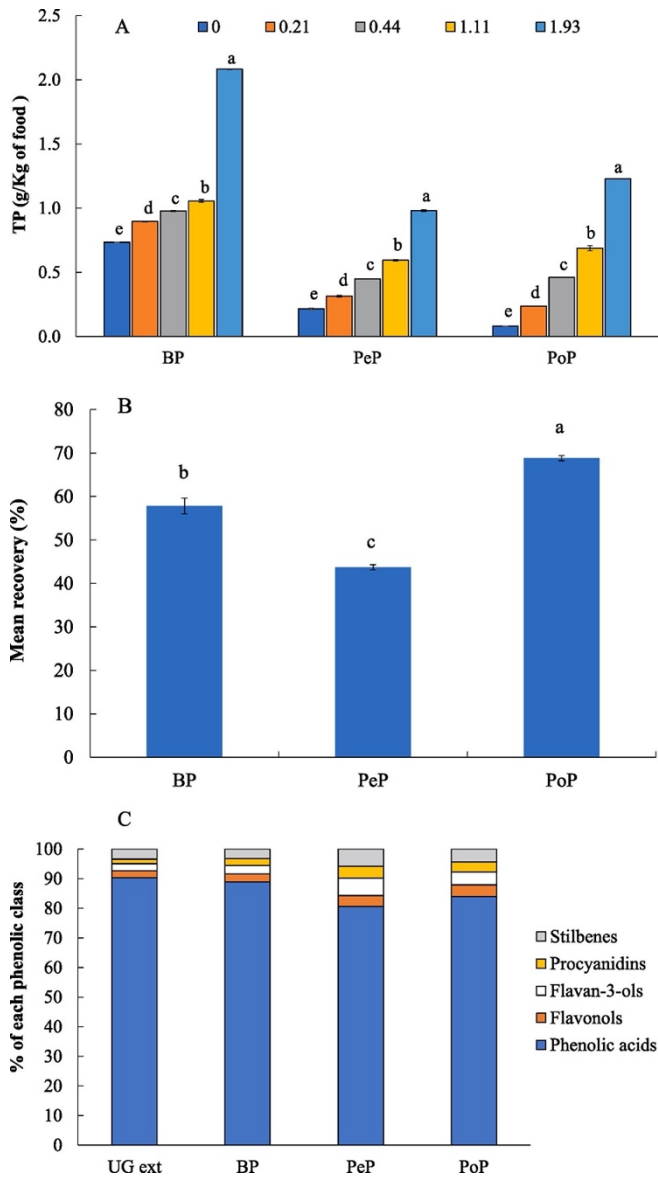 A
0 0.21 0.44 1.11 1.93
TP (g/Kg of food )
2.5
2.0
1.5
1.0
0.5
0.0
e d c b a
e d c b a
e d c b a
BP PeP PoP
B
Mean recovery (%)
80
70
60
50
40
30
20
10
0
b c a
BP PeP PoP
C
% of each phenolic class
100
90
80
70
60
50
40
30
20
10
0
Stilbenes
Procyanidins
Flavan-3-ols
Flavonols
Phenolic acids
UG ext BP PeP PoP